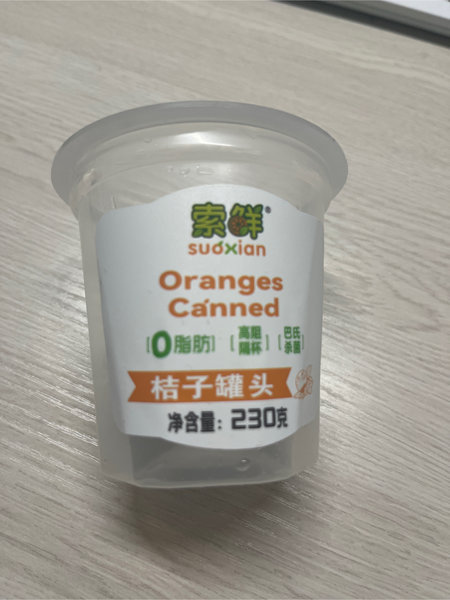 索鲜®
suoxian
Oranges
Canned
[0脂肪] [高阻隔杯] [巴氏杀菌]
桔子罐头
净含量：230克